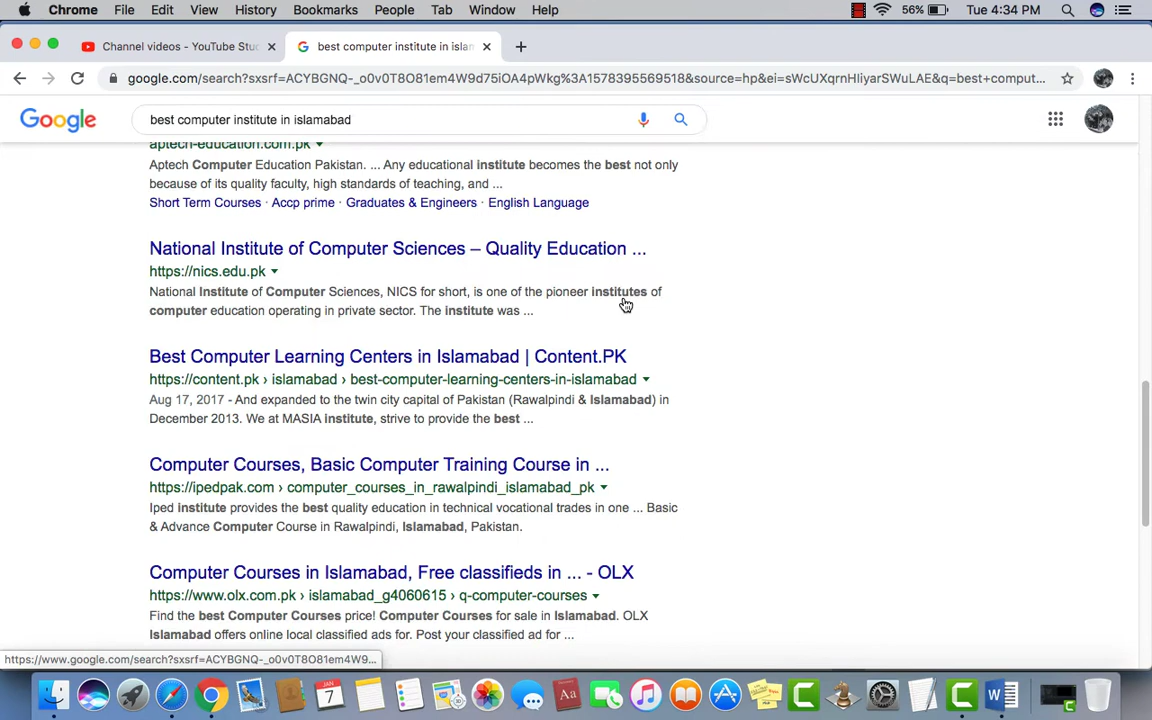 Chrome File Edit View History Bookmarks People Tab Window Help 56% Tue 4:34 PM
Channel videos - YouTube Stu
best computer institute in islam
google.com/search?sxsrf=ACYBGNQ-_o0v0T8O81em4W9d75iOA4pWkg%3A1578395569518&source=hp&ei=sWcUXqrnHIiyarSWuLAE&q=best+comput...
Google
best computer institute in islamabad
aptech-education.com.pk
Aptech Computer Education Pakistan. ... Any educational institute becomes the best not only
because of its quality faculty, high standards of teaching, and ...
Short Term Courses · Accp prime · Graduates & Engineers · English Language
National Institute of Computer Sciences – Quality Education ...
https://nics.edu.pk
National Institute of Computer Sciences, NICS for short, is one of the pioneer institutes of
computer education operating in private sector. The institute was ...
Best Computer Learning Centers in Islamabad | Content.PK
https://content.pk › islamabad › best-computer-learning-centers-in-islamabad
Aug 17, 2017 - And expanded to the twin city capital of Pakistan (Rawalpindi & Islamabad) in
December 2013. We at MASIA institute, strive to provide the best ...
Computer Courses, Basic Computer Training Course in ...
https://ipedpak.com › computer_courses_in_rawalpindi_islamabad_pk
Iped institute provides the best quality education in technical vocational trades in one ... Basic
& Advance Computer Course in Rawalpindi, Islamabad, Pakistan.
Computer Courses in Islamabad, Free classifieds in ... - OLX
https://www.olx.com.pk › islamabad_g4060615 › q-computer-courses
Find the best Computer Courses price! Computer Courses for sale in Islamabad. OLX
Islamabad offers online local classified ads for. Post your classified ad for ...
https://www.google.com/search?sxsrf=ACYBGNQ-_o0v0T8O81em4W9...
7